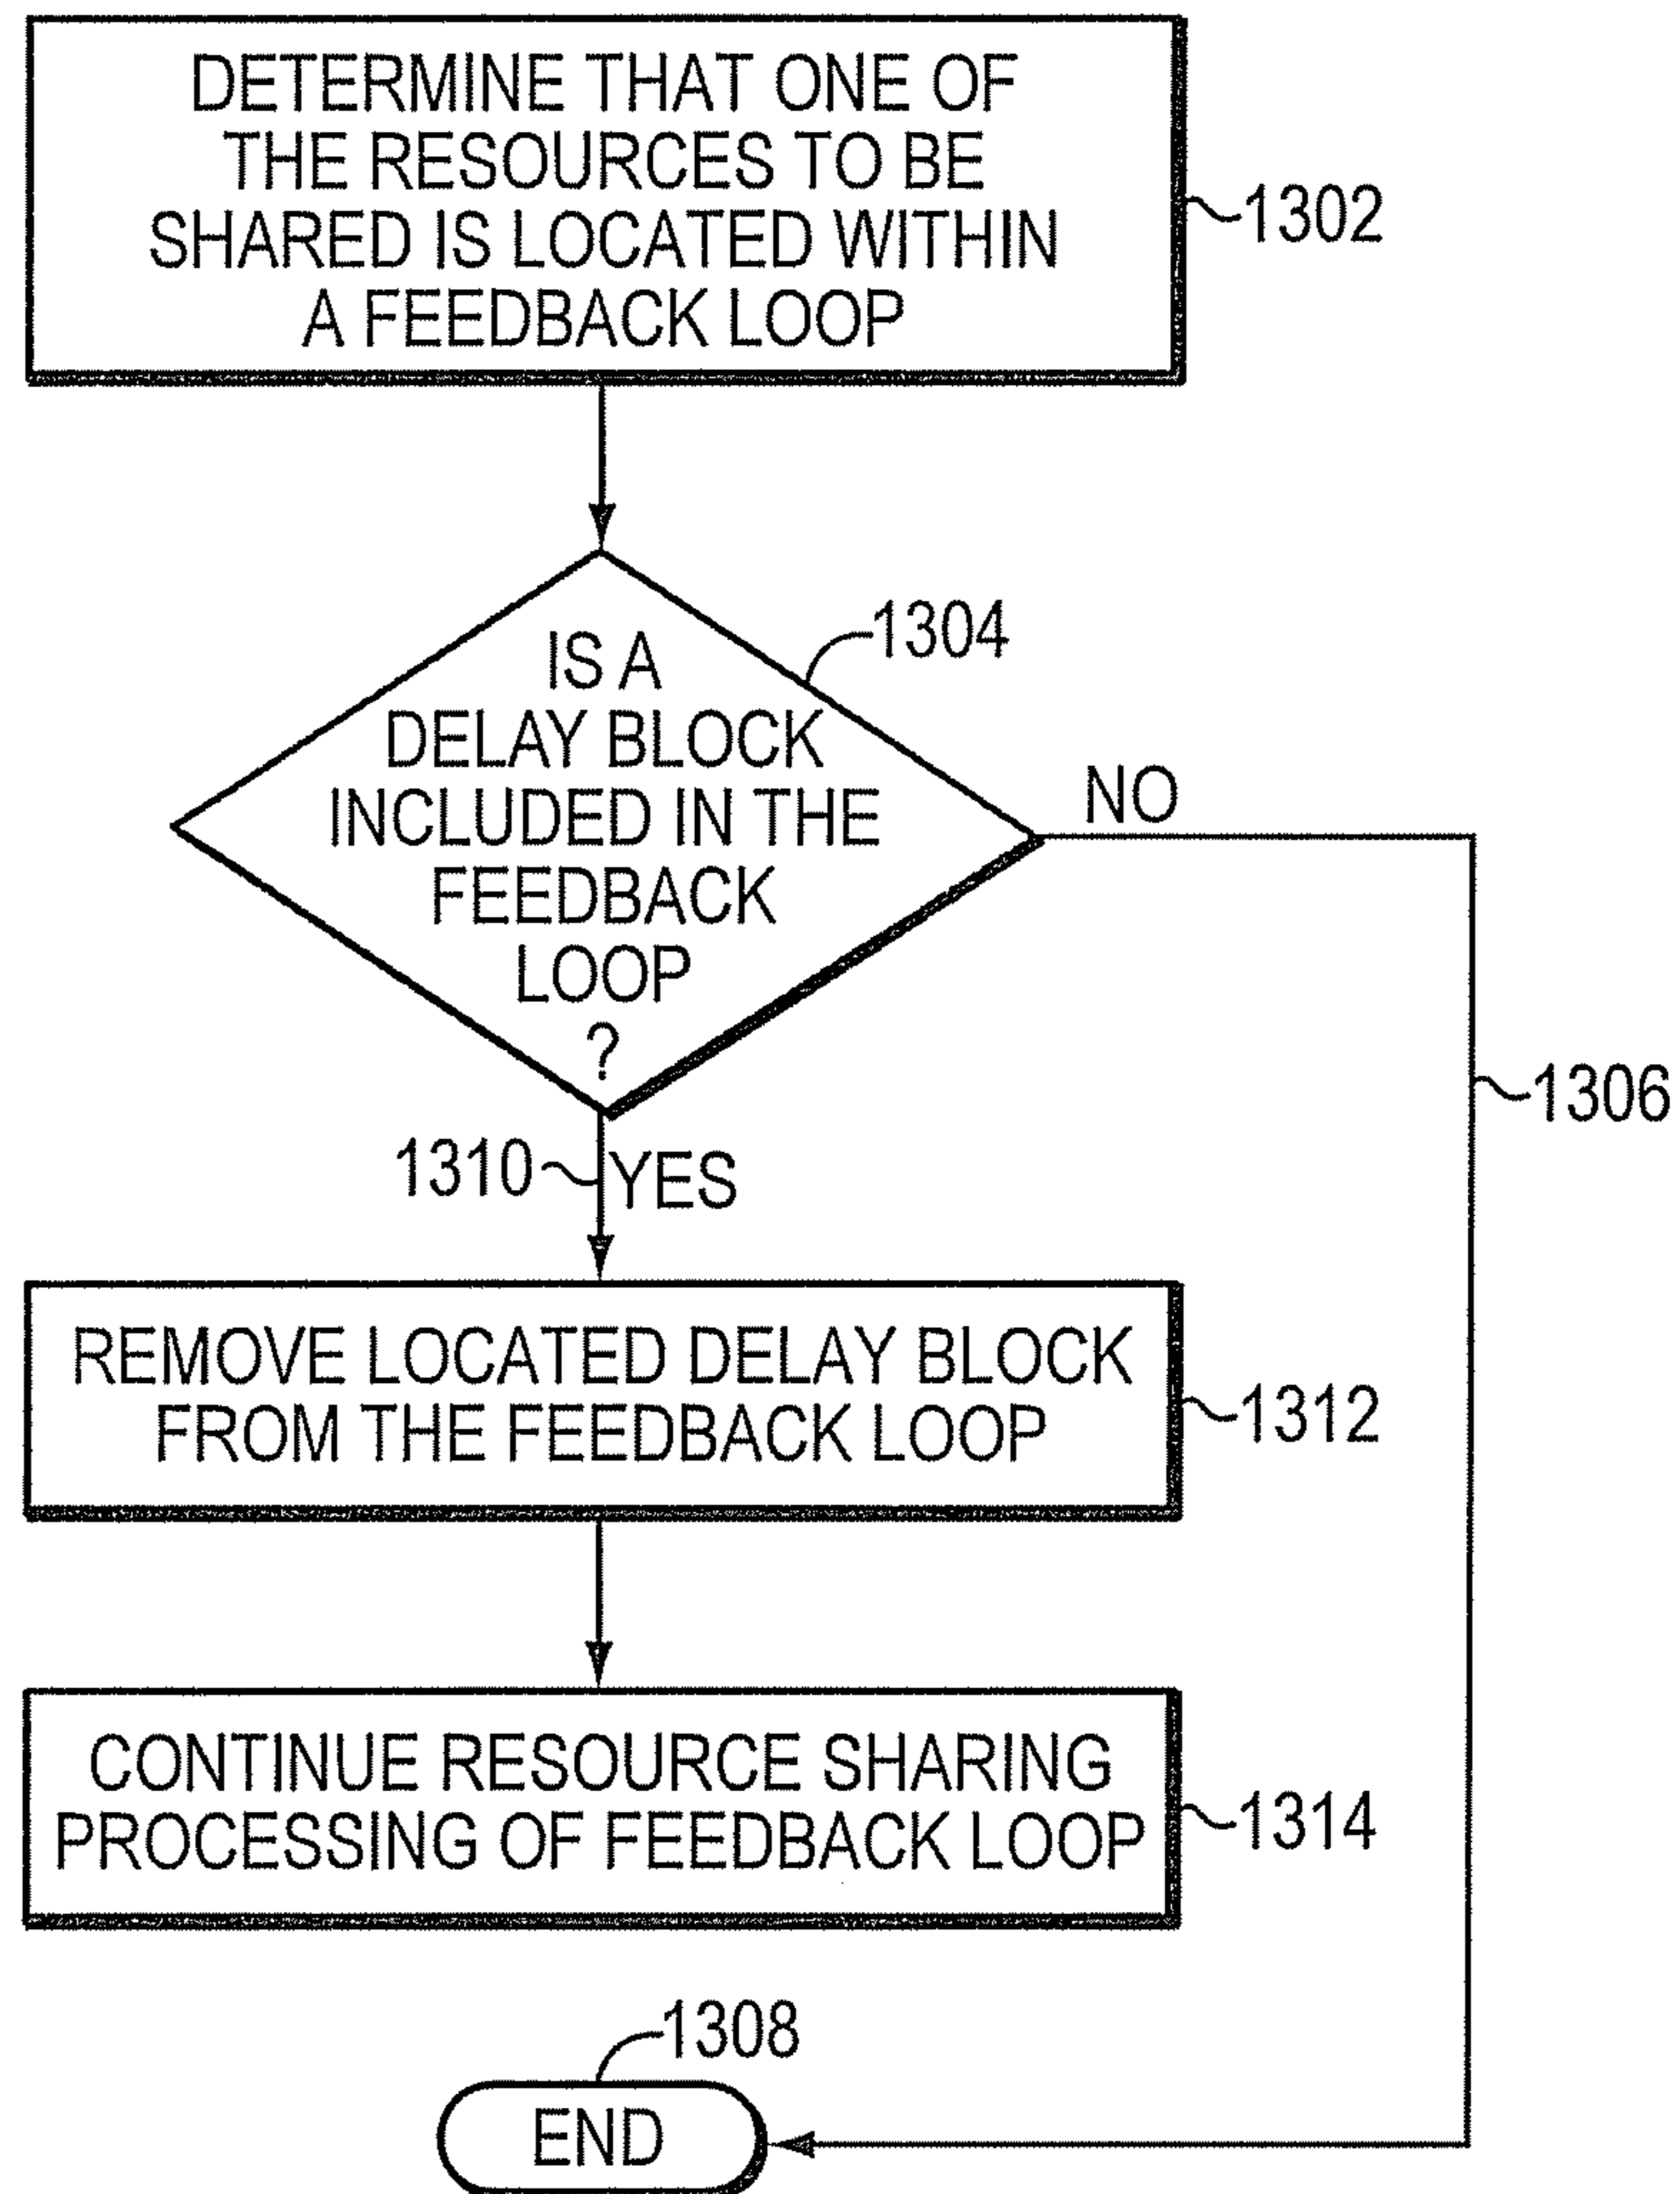 DETERMINE THAT ONE OF
THE RESOURCES TO BE
SHARED IS LOCATED WITHIN
A FEEDBACK LOOP
1302
1304
IS A
DELAY BLOCK
INCLUDED IN THE
FEEDBACK
LOOP
?
NO
1306
1310
YES
REMOVE LOCATED DELAY BLOCK
FROM THE FEEDBACK LOOP
1312
CONTINUE RESOURCE SHARING
PROCESSING OF FEEDBACK LOOP
1314
1308
END